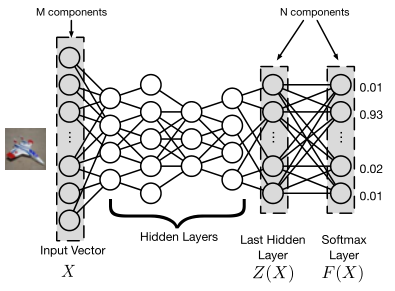 M components
N components
0.01
0.93
⋮
⋮
⋮
0.02
0.01
Hidden Layers
Input Vector
X
Last Hidden
Layer
Z(X)
Softmax
Layer
F(X)